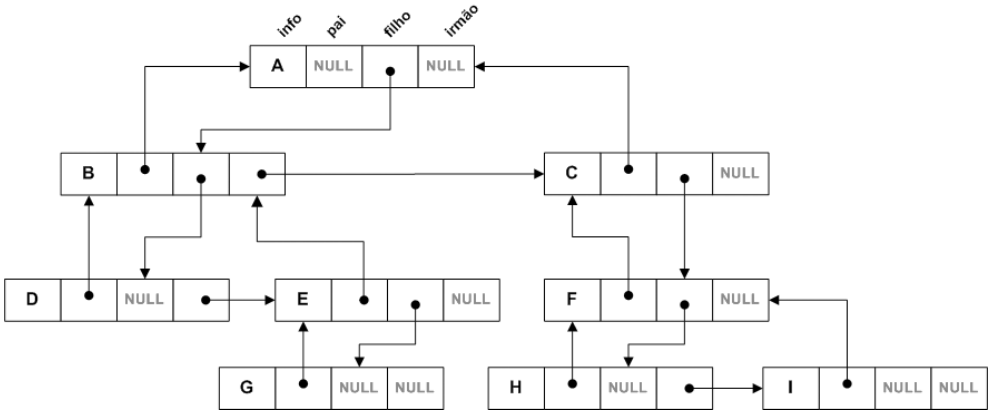 info pai filho irmão
A NULL NULL
B C NULL
D NULL E NULL F NULL
G NULL NULL H NULL I NULL NULL